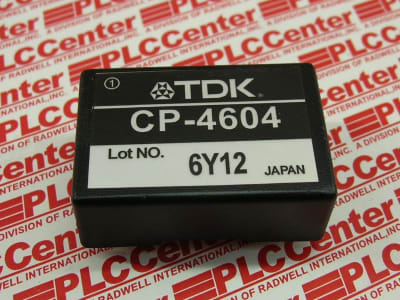 ①
TDK
CP-4604
Lot NO. 6Y12 JAPAN
PLCCenter
A DIVISION OF RADWELL INTERNATIONAL, INC.